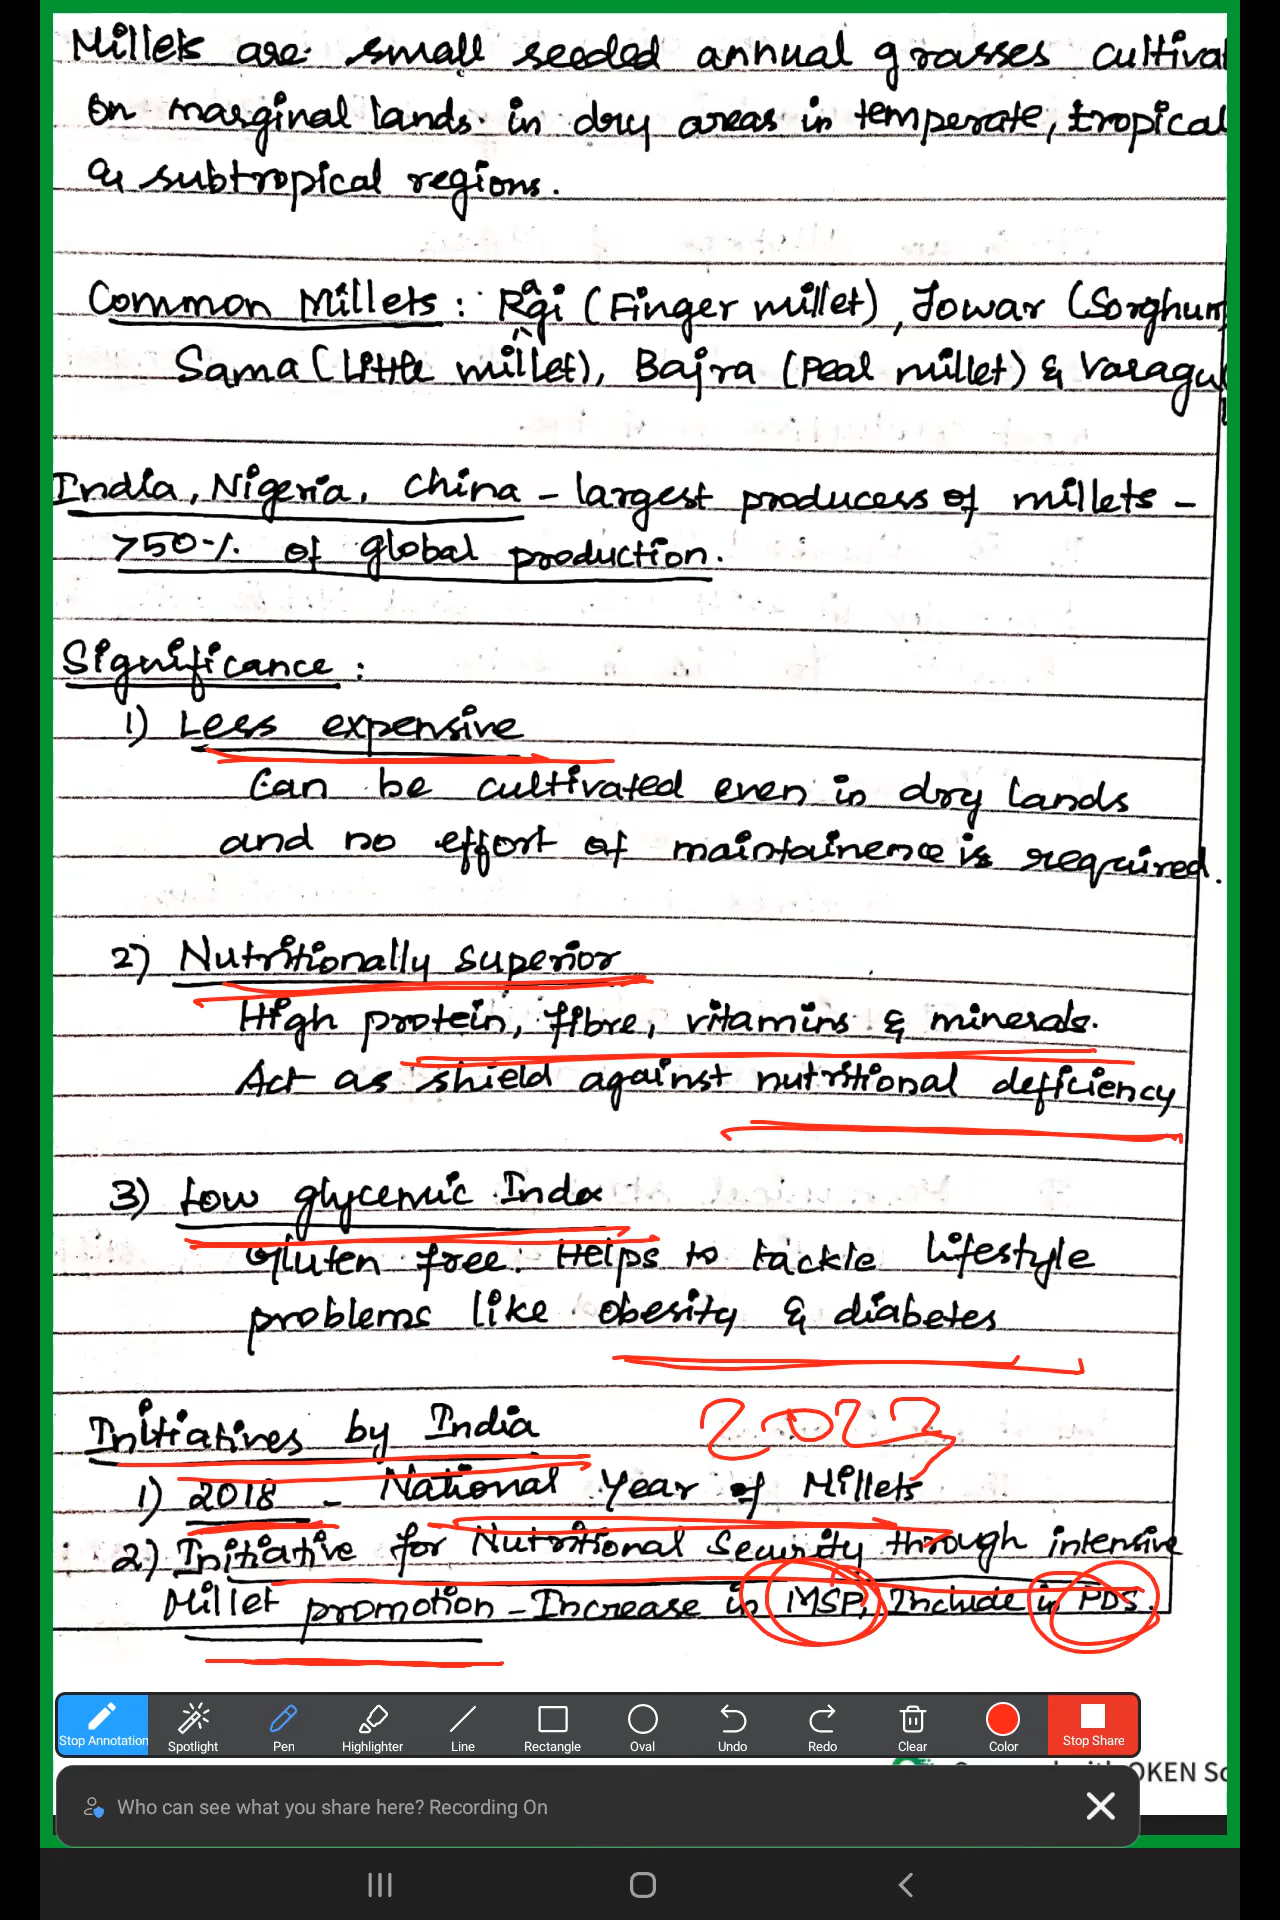 Millets are small seeded annual grasses cultiva
on marginal lands in dry areas in temperate, tropical
& subtropical regions.
Common Millets: Ragi (Finger millet), Jowar (Sorghum
Sama (Little millet), Bajra (Peal millet) & Varagu
India, Nigeria, China - largest producers of millets -
>50% of global production.
Significance:
1) Less expensive
Can be cultivated even in dry lands
and no effort of maintainence is required.
2) Nutritionally superior
High protein, fibre, vitamins & minerals.
Act as shield against nutritional deficiency
3) Low glycemic Index
Gluten free. Helps to tackle lifestyle
problems like obesity & diabetes
2023
Initiatives by India
1) 2018 - National Year of Millets
2) Initiative for Nutritional Security through intensive
Millet promotion - Increase in MSP, Include in PDS.
Stop Annotation Spotlight Pen Highlighter Line Rectangle Oval Undo Redo Clear Color Stop Share
OKEN Sc
Who can see what you share here? Recording On